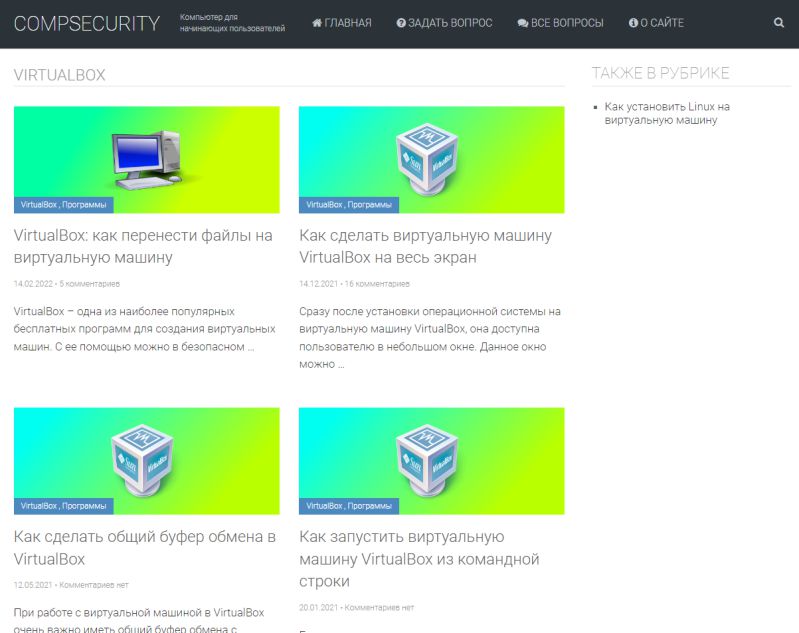 COMPSECURITY
Компьютер для
начинающих пользователей
ГЛАВНАЯ
ЗАДАТЬ ВОПРОС
ВСЕ ВОПРОСЫ
О САЙТЕ
VIRTUALBOX
VirtualBox , Программы
VirtualBox: как перенести файлы на
виртуальную машину
14.02.2022 • 5 комментариев
VirtualBox – одна из наиболее популярных
бесплатных программ для создания виртуальных
машин. С ее помощью можно в безопасном ...
Sun
VirtualBox
VirtualBox , Программы
Как сделать виртуальную машину
VirtualBox на весь экран
14.12.2021 • 16 комментариев
Сразу после установки операционной системы на
виртуальную машину VirtualBox, она доступна
пользователю в небольшом окне. Данное окно
можно ...
Sun
VirtualBox
VirtualBox , Программы
Как сделать общий буфер обмена в
VirtualBox
12.05.2021 • Комментариев нет
При работе с виртуальной машиной в VirtualBox
очень важно иметь общий буфер обмена с
Sun
VirtualBox
VirtualBox , Программы
Как запустить виртуальную
машину VirtualBox из командной
строки
20.01.2021 • Комментариев нет
ТАКЖЕ В РУБРИКЕ
Как установить Linux на
виртуальную машину